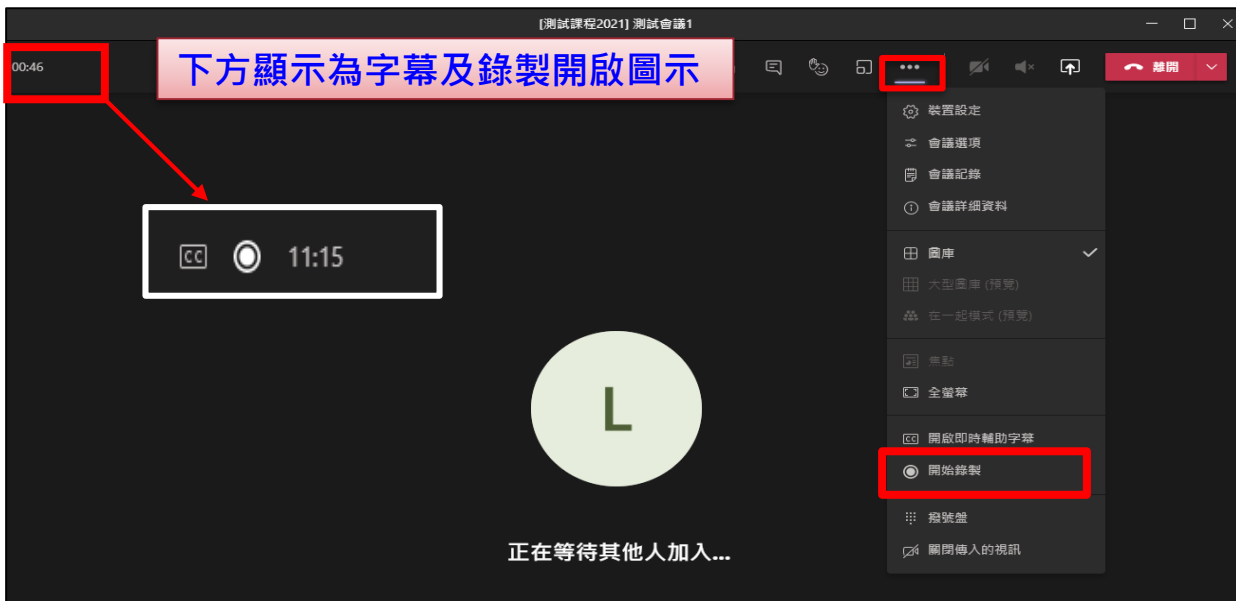 [測試課程2021] 測試會議1
00:46
下方顯示為字幕及錄製開啟圖示
離開
CC 11:15
L
正在等待其他人加入...
裝置設定
會議選項
會議記錄
會議詳細資料
圖庫
大型圖庫 (預覽)
在一起模式 (預覽)
焦點
全螢幕
CC 開啟即時輔助字幕
開始錄製
撥號盤
關閉傳入的視訊